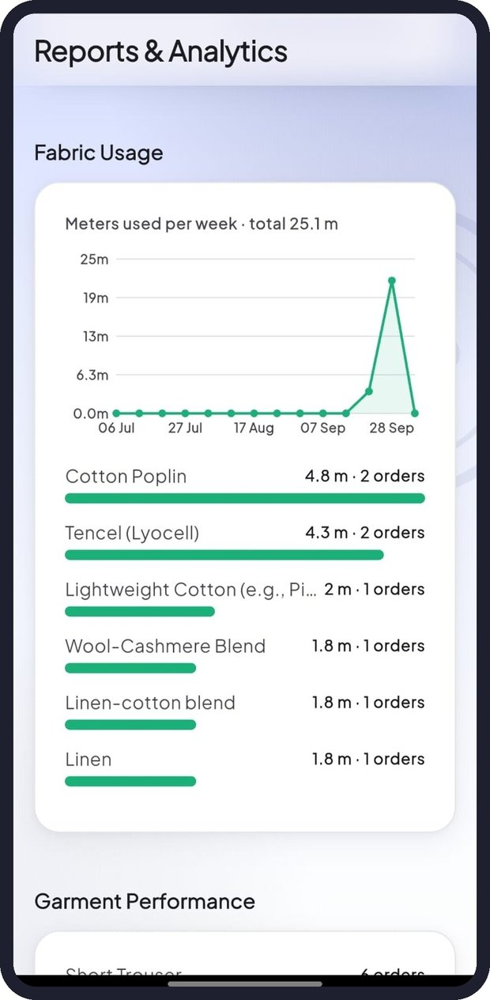 Reports & Analytics
Fabric Usage
Meters used per week · total 25.1 m
25m
19m
13m
6.3m
0.0m
06 Jul 27 Jul 17 Aug 07 Sep 28 Sep
Cotton Poplin 4.8 m · 2 orders
Tencel (Lyocell) 4.3 m · 2 orders
Lightweight Cotton (e.g., Pi... 2 m · 1 orders
Wool-Cashmere Blend 1.8 m · 1 orders
Linen-cotton blend 1.8 m · 1 orders
Linen 1.8 m · 1 orders
Garment Performance
Short Trouser 6 orders